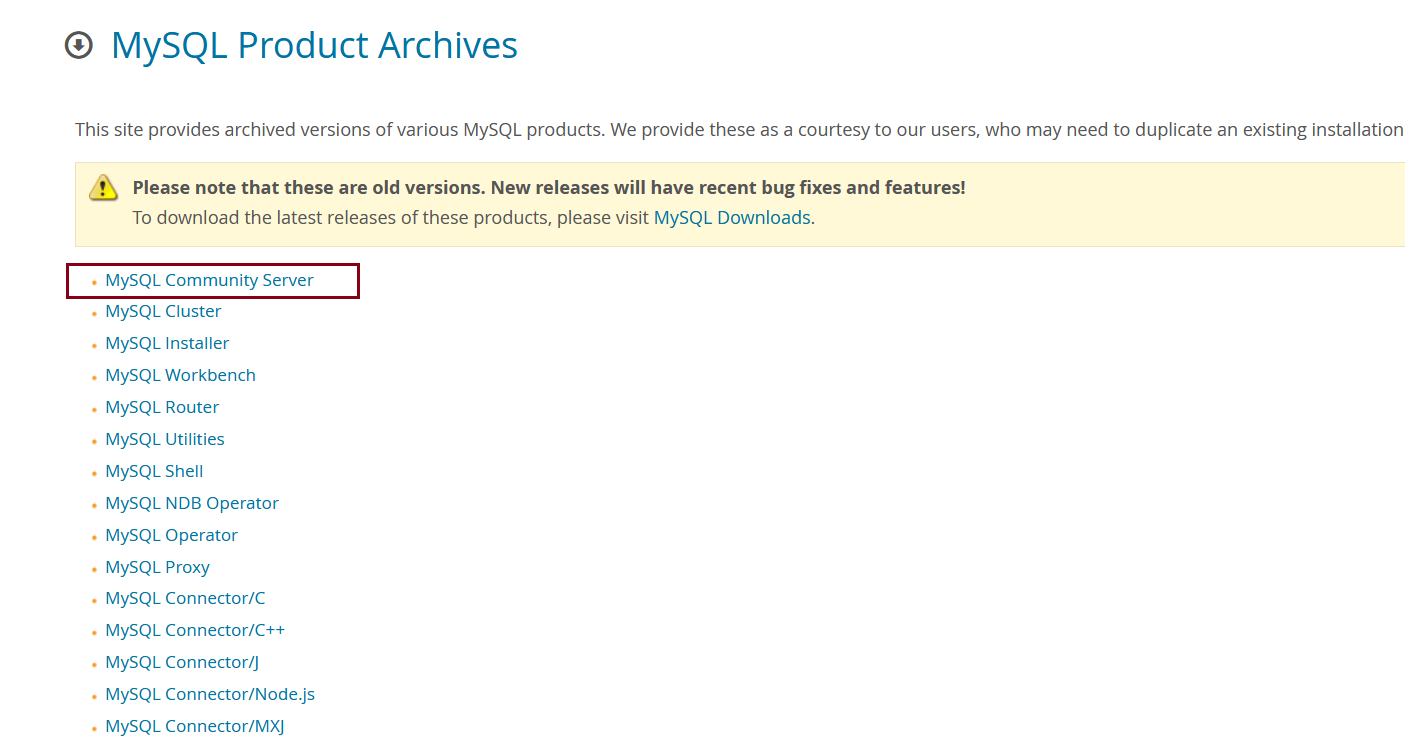 MySQL Product Archives
This site provides archived versions of various MySQL products. We provide these as a courtesy to our users, who may need to duplicate an existing installation
Please note that these are old versions. New releases will have recent bug fixes and features!
To download the latest releases of these products, please visit MySQL Downloads.
MySQL Community Server
MySQL Cluster
MySQL Installer
MySQL Workbench
MySQL Router
MySQL Utilities
MySQL Shell
MySQL NDB Operator
MySQL Operator
MySQL Proxy
MySQL Connector/C
MySQL Connector/C++
MySQL Connector/J
MySQL Connector/Node.js
MySQL Connector/MXJ